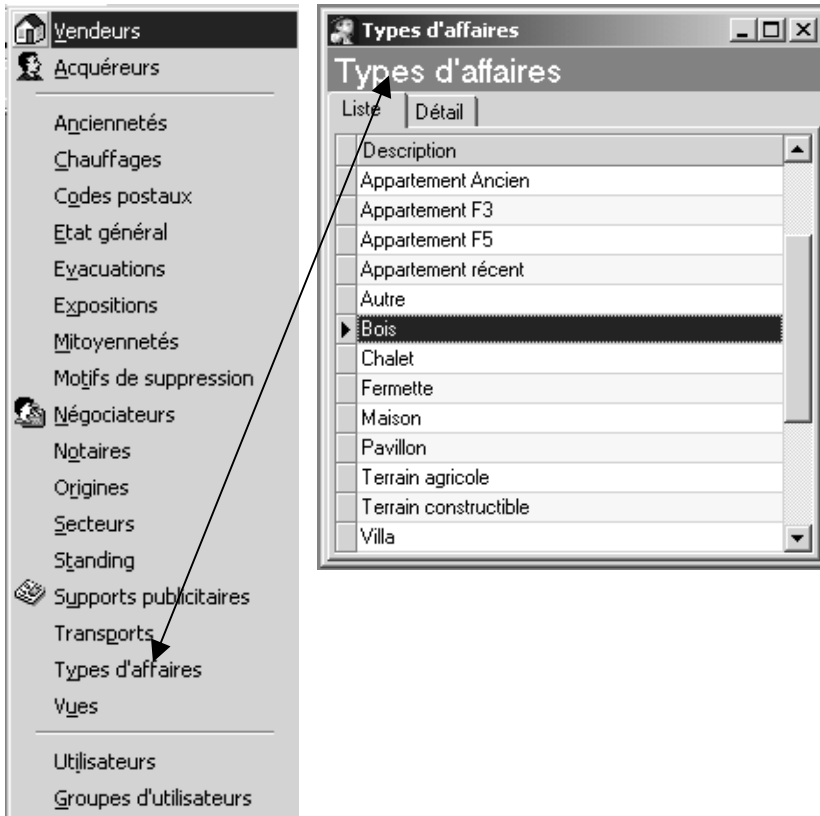 Vendeurs
Acquéreurs
Anciennetés
Chauffages
Codes postaux
Etat général
Evacuations
Expositions
Mitoyennetés
Motifs de suppression
Négociateurs
Notaires
Origines
Secteurs
Standing
Supports publicitaires
Transports
Types d'affaires
Vues
Utilisateurs
Groupes d'utilisateurs
Types d'affaires
Types d'affaires
Liste Détail
Description
Appartement Ancien
Appartement F3
Appartement F5
Appartement récent
Autre
Bois
Chalet
Fermette
Maison
Pavillon
Terrain agricole
Terrain constructible
Villa